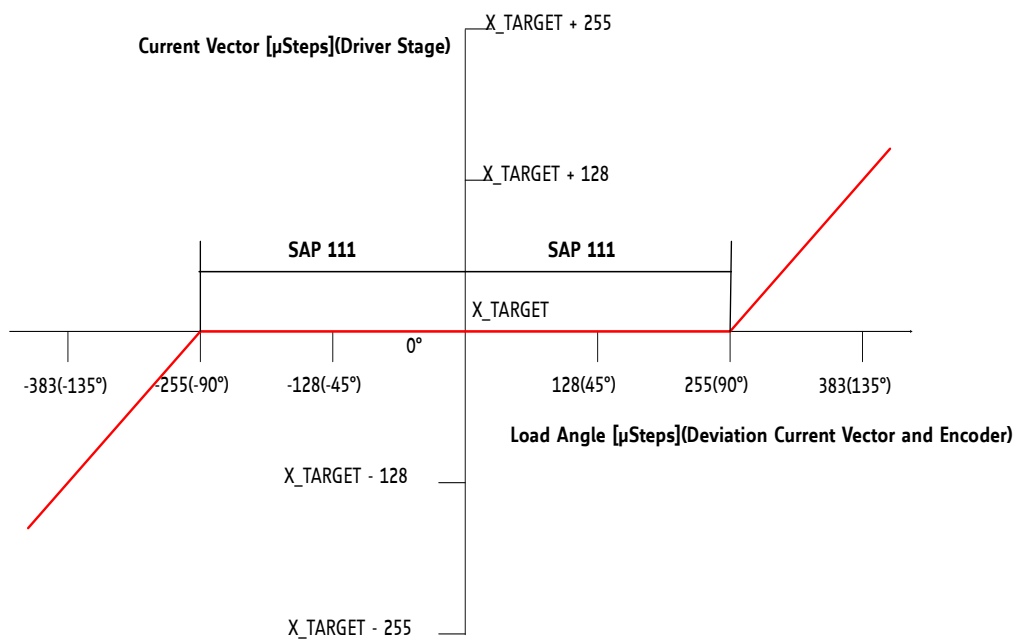 X_TARGET + 255
Current Vector [µSteps](Driver Stage)
X_TARGET + 128
SAP 111
SAP 111
X_TARGET
0°
-383(-135°)
-255(-90°)
-128(-45°)
128(45°)
255(90°)
383(135°)
Load Angle [µSteps](Deviation Current Vector and Encoder)
X_TARGET - 128
X_TARGET - 255